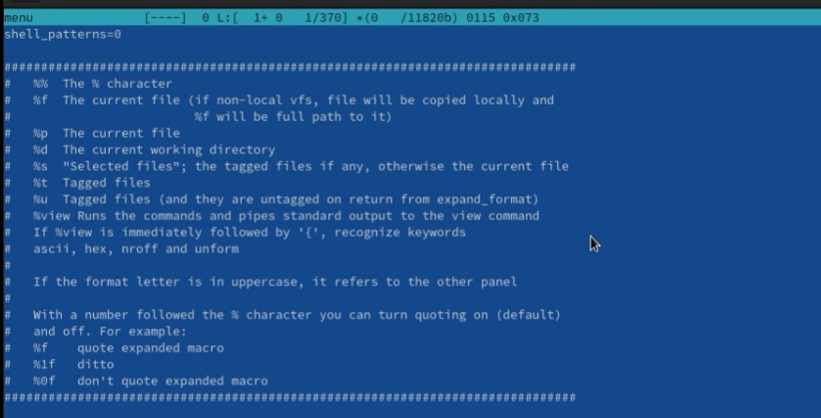 menu [----] 0 L:[ 1+ 0 1/370] *(0 /11820b) 0115 0x073
shell_patterns=0
###############################################################################
# %% The % character
# %f The current file (if non-local vfs, file will be copied locally and
# %f will be full path to it)
# %p The current file
# %d The current working directory
# %s "Selected files"; the tagged files if any, otherwise the current file
# %t Tagged files
# %u Tagged files (and they are untagged on return from expand_format)
# %view Runs the commands and pipes standard output to the view command
# If %view is immediately followed by '{', recognize keywords
# ascii, hex, nroff and unform
#
# If the format letter is in uppercase, it refers to the other panel
#
# With a number followed the % character you can turn quoting on (default)
# and off. For example:
# %f quote expanded macro
# %1f ditto
# %0f don't quote expanded macro
###############################################################################